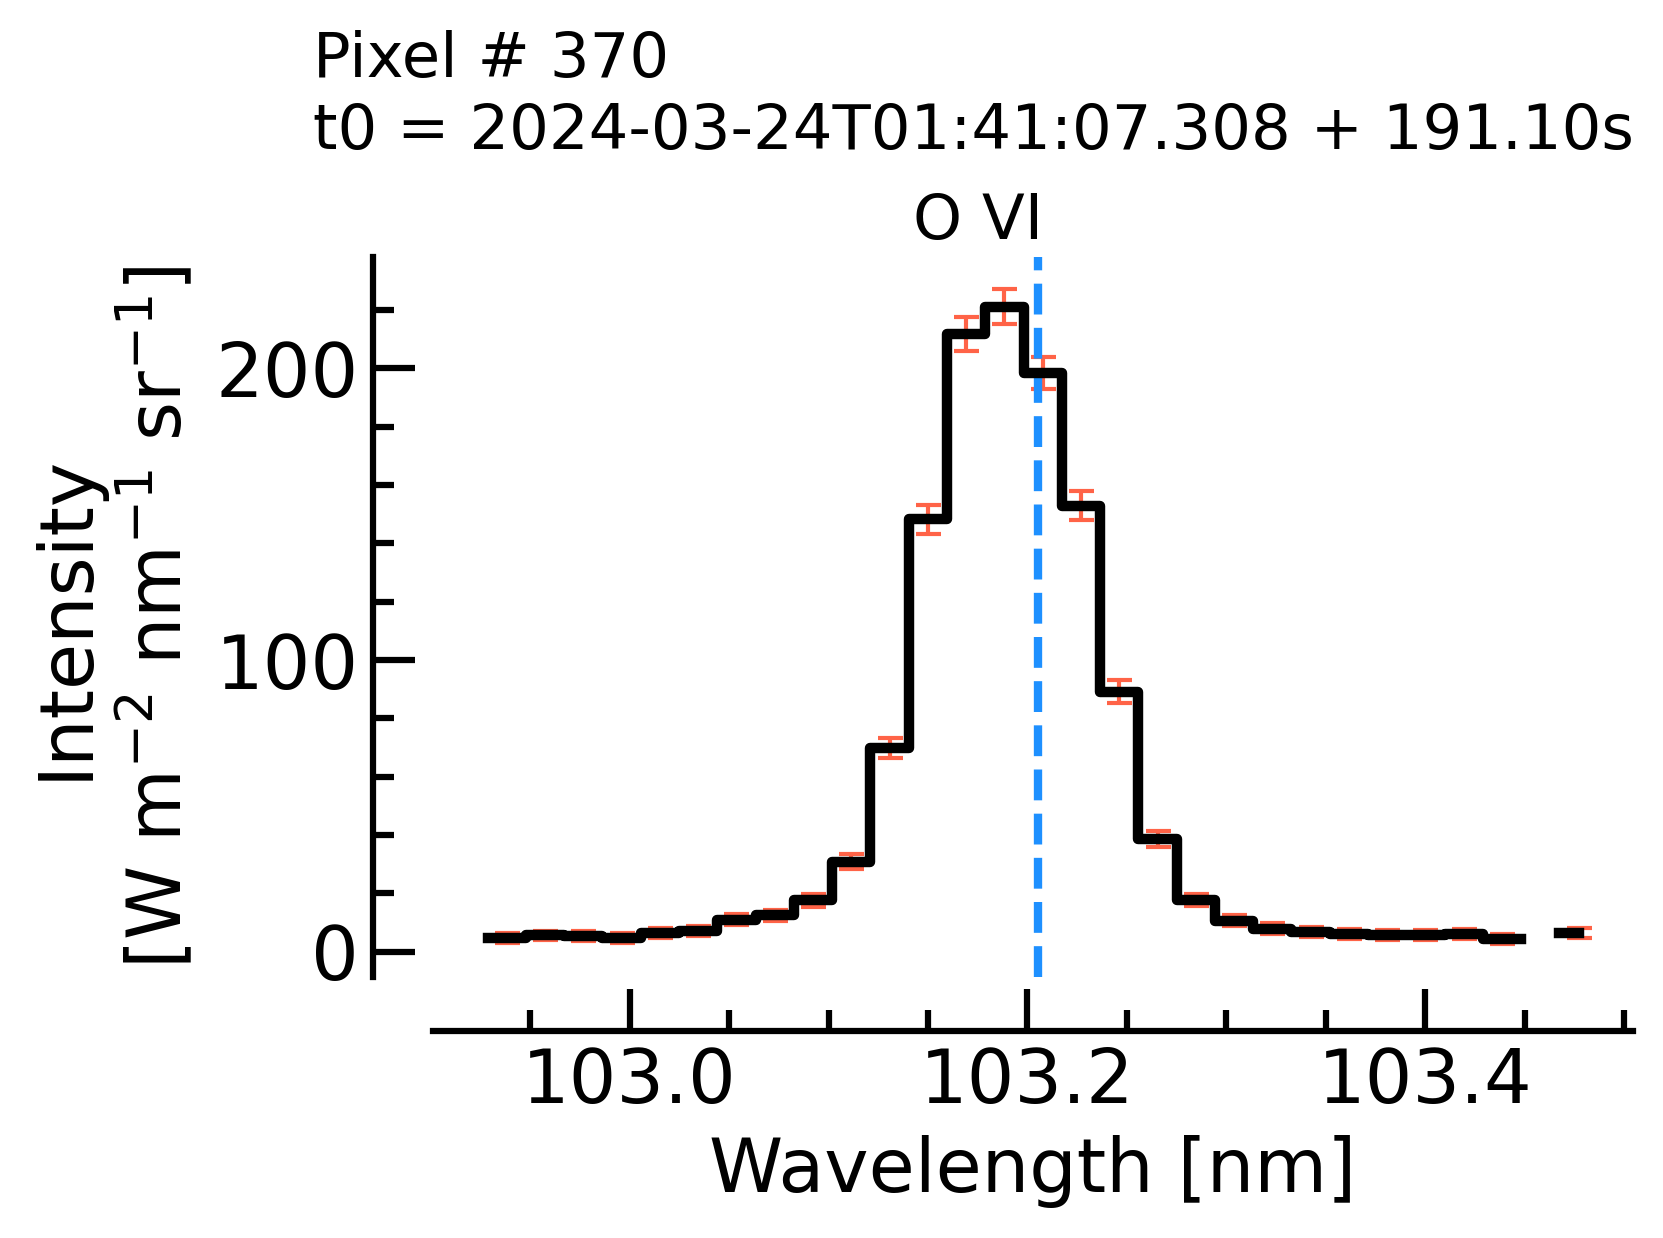 Pixel # 370
t0 = 2024-03-24T01:41:07.308 + 191.10s
O VI
Intensity
[W m⁻² nm⁻¹ sr⁻¹]
200
100
0
103.0 103.2 103.4
Wavelength [nm]